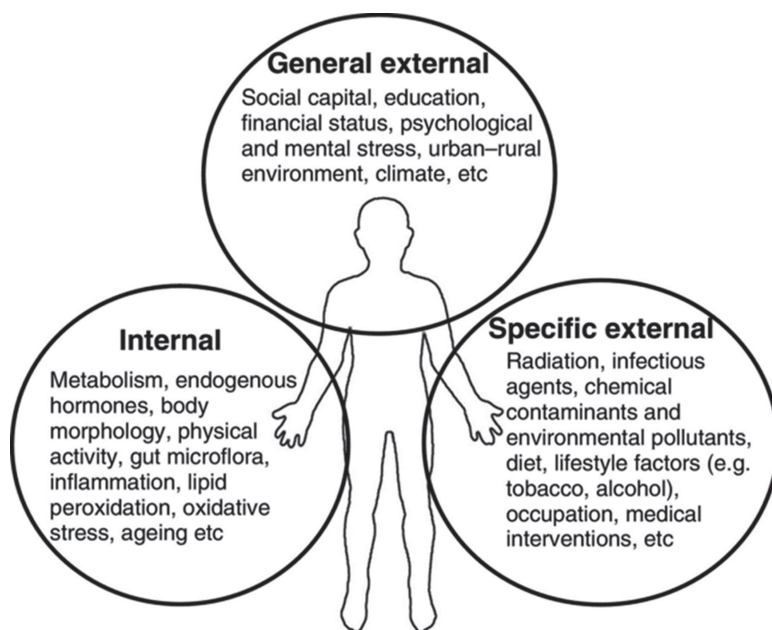 General external
Social capital, education,
financial status, psychological
and mental stress, urban–rural
environment, climate, etc
Internal
Metabolism, endogenous
hormones, body
morphology, physical
activity, gut microflora,
inflammation, lipid
peroxidation, oxidative
stress, ageing etc
Specific external
Radiation, infectious
agents, chemical
contaminants and
environmental pollutants,
diet, lifestyle factors (e.g.
tobacco, alcohol),
occupation, medical
interventions, etc